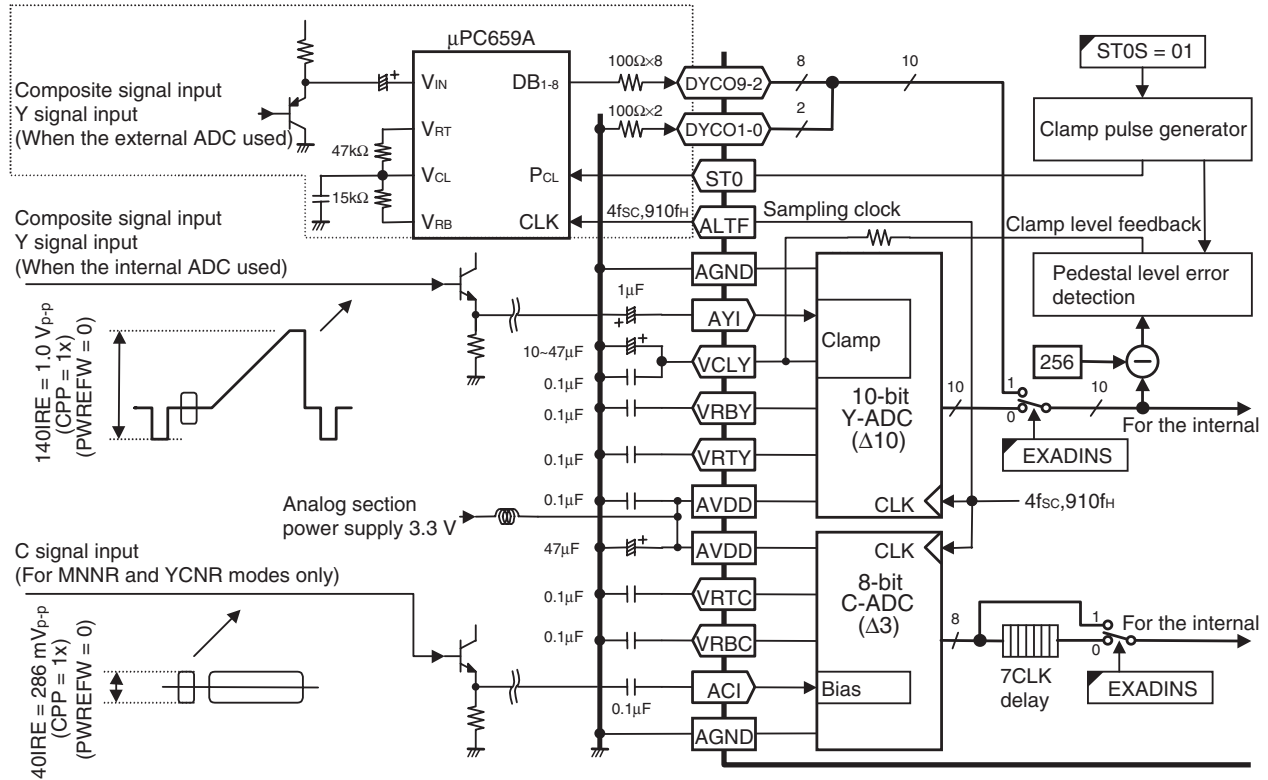 µPC659A
Composite signal input
Y signal input
(When the external ADC used)
VIN
VRT
VCL
VRB
47kΩ
15kΩ
DB1-8
PCL
CLK
100Ω×8
100Ω×2
DYCO9-2
DYCO1-0
ST0
ALTF
4fSC,910fH
8
2
10
ST0S = 01
Clamp pulse generator
Sampling clock
Clamp level feedback
Pedestal level error
detection
Composite signal input
Y signal input
(When the internal ADC used)
140IRE = 1.0 Vp-p
(CPP = 1x)
(PWREFW = 0)
1µF
+
+
+
10~47µF
0.1µF
0.1µF
0.1µF
0.1µF
AGND
AYI
VCLY
VRBY
VRTY
AVDD
Clamp
10-bit
Y-ADC
(Δ10)
CLK
10
256
−
1
0
10
For the internal
EXADINS
4fSC,910fH
Analog section
power supply 3.3 V
C signal input
(For MNNR and YCNR modes only)
40IRE = 286 mVp-p
(CPP = 1x)
(PWREFW = 0)
47µF
+
0.1µF
0.1µF
0.1µF
AVDD
VRTC
VRBC
ACI
AGND
CLK
8-bit
C-ADC
(Δ3)
Bias
8
7CLK
delay
1
0
For the internal
EXADINS